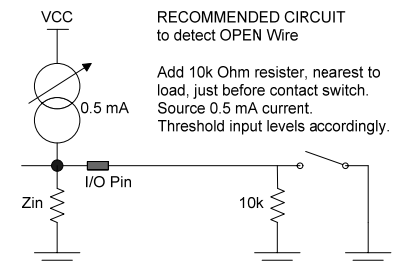 VCC
RECOMMENDED CIRCUIT
to detect OPEN Wire
Add 10k Ohm resister, nearest to
load, just before contact switch.
Source 0.5 mA current.
Threshold input levels accordingly.
0.5 mA
I/O Pin
Zin
10k